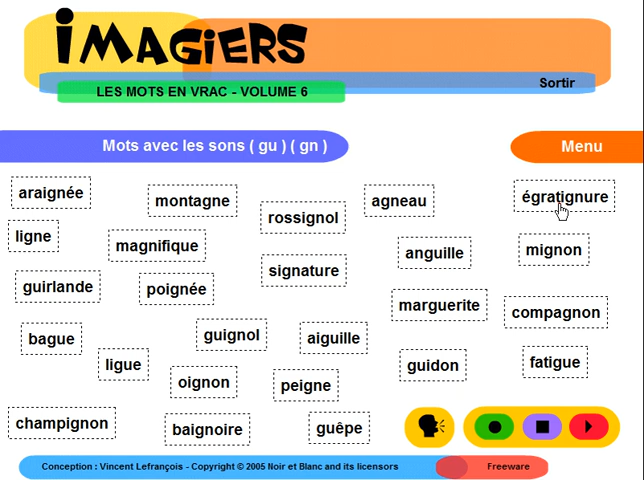 iMAGiERS
Sortir
LES MOTS EN VRAC - VOLUME 6
Mots avec les sons ( gu ) ( gn )
Menu
araignée
montagne
rossignol
agneau
égratignure
ligne
magnifique
anguille
mignon
guirlande
poignée
signature
marguerite
compagnon
bague
guignol
aiguille
ligue
guidon
fatigue
oignon
peigne
champignon
baignoire
guêpe
Conception : Vincent Lefrançois - Copyright © 2005 Noir et Blanc and its licensors
Freeware